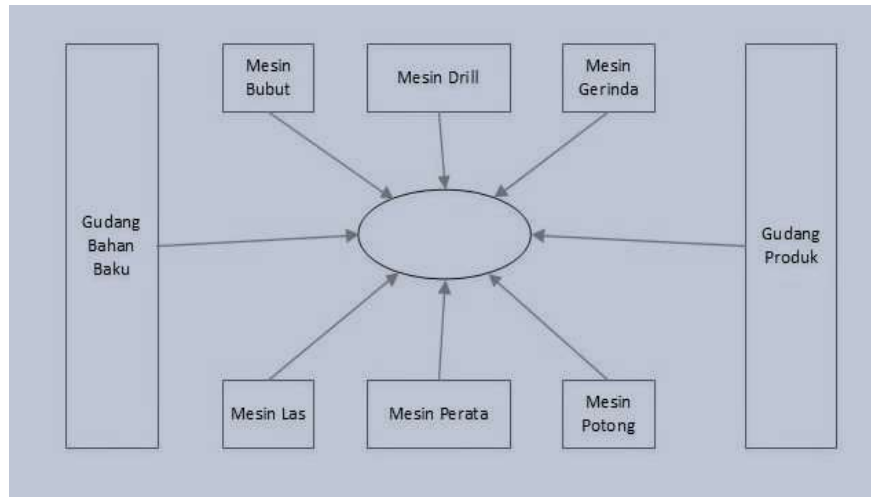 Mesin
Bubut
Mesin Drill
Mesin
Gerinda
Gudang
Bahan
Baku
Gudang
Produk
Mesin Las
Mesin Perata
Mesin
Potong